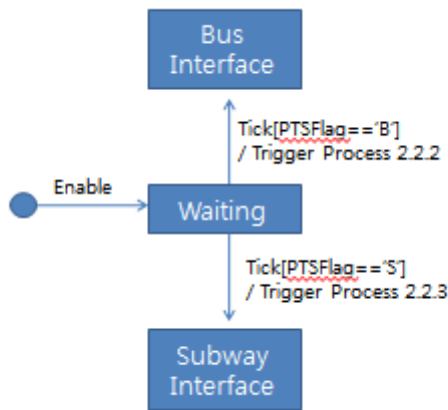 Bus
Interface
Tick[PTSFlag=='B']
/ Trigger Process 2.2.2
Enable
Waiting
Tick[PTSFlag=='S']
/ Trigger Process 2.2.3
Subway
Interface